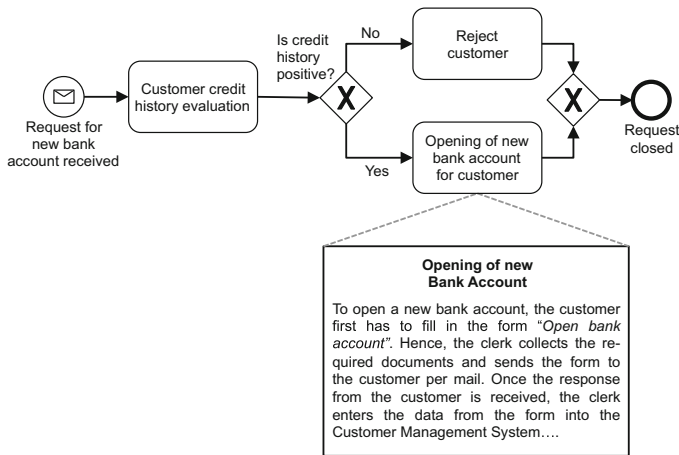 Request for
new bank
account received
Customer credit
history evaluation
Is credit
history
positive?
X
No
Reject
customer
Yes
Opening of new
bank account
for customer
X
Request
closed
Opening of new
Bank Account
To open a new bank account, the customer
first has to fill in the form “Open bank
account”. Hence, the clerk collects the re-
quired documents and sends the form to
the customer per mail. Once the response
from the customer is received, the clerk
enters the data from the form into the
Customer Management System....